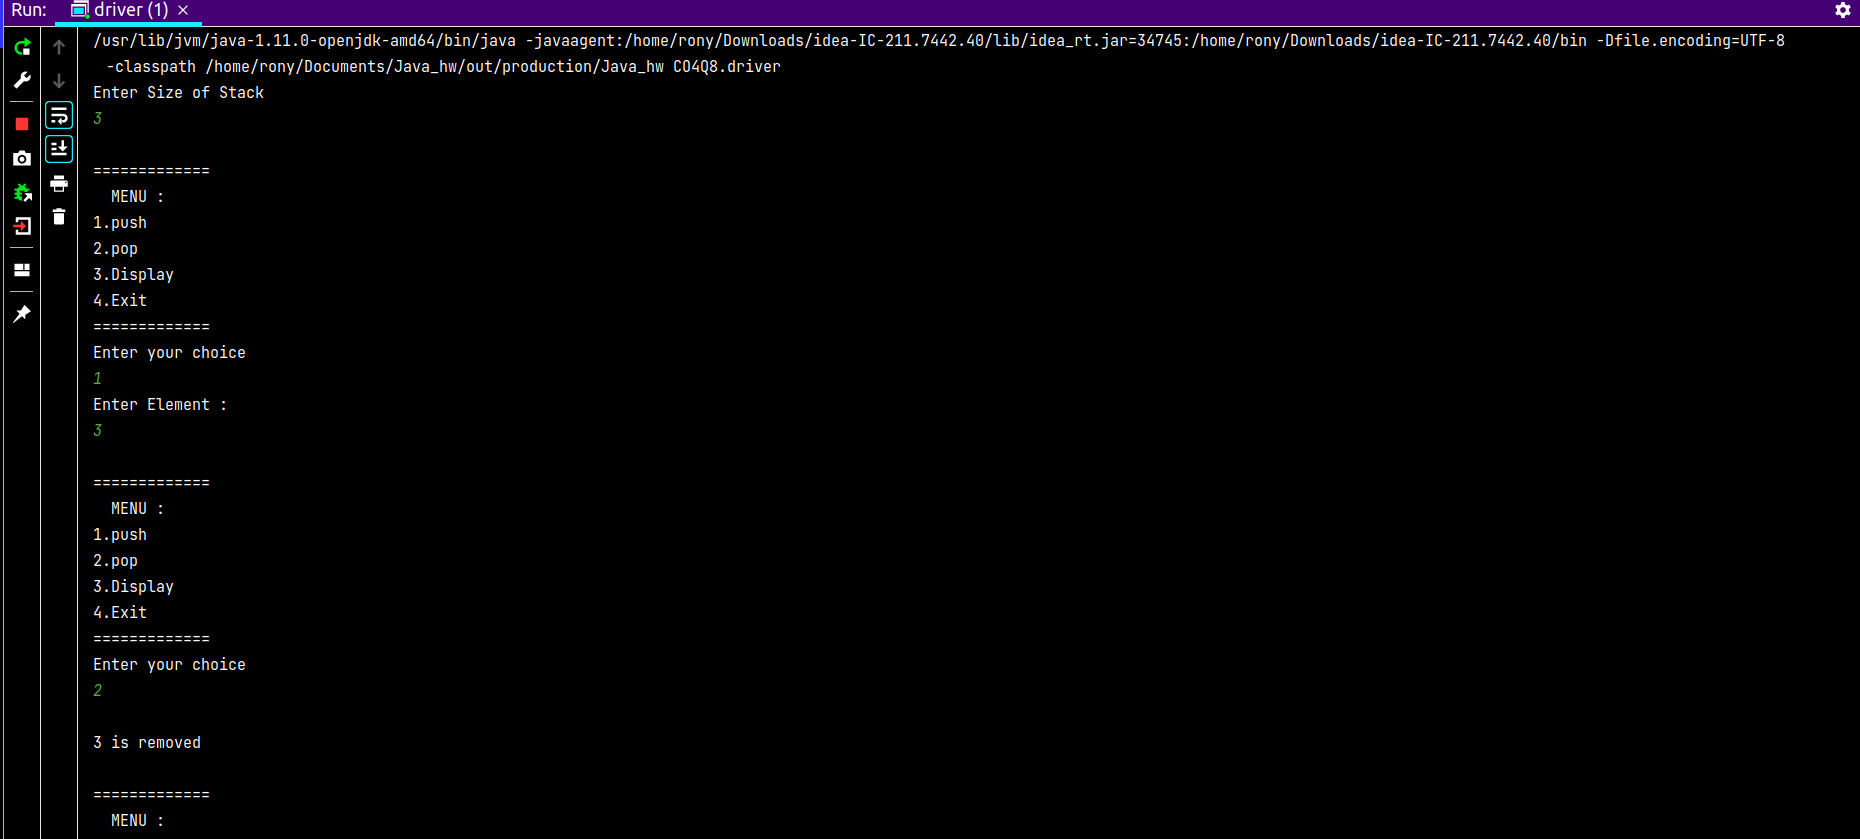 Run: driver (1) ×
/usr/lib/jvm/java-1.11.0-openjdk-amd64/bin/java -javaagent:/home/rony/Downloads/idea-IC-211.7442.40/lib/idea_rt.jar=34745:/home/rony/Downloads/idea-IC-211.7442.40/bin -Dfile.encoding=UTF-8
-classpath /home/rony/Documents/Java_hw/out/production/Java_hw CO4Q8.driver
Enter Size of Stack
3
=============
MENU :
1.push
2.pop
3.Display
4.Exit
=============
Enter your choice
1
Enter Element :
3
=============
MENU :
1.push
2.pop
3.Display
4.Exit
=============
Enter your choice
2
3 is removed
=============
MENU :